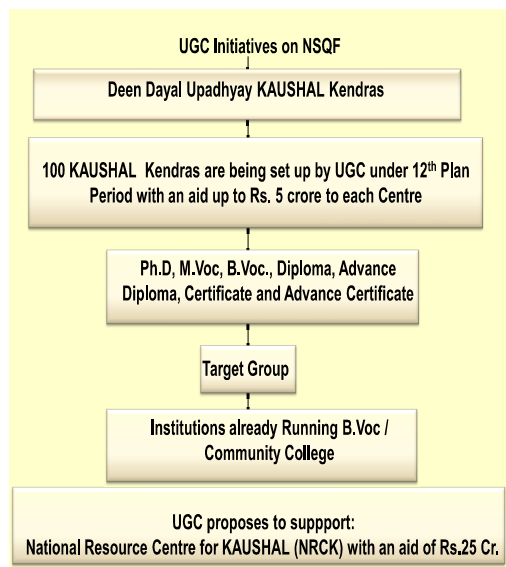 UGC Initiatives on NSQF
Deen Dayal Upadhyay KAUSHAL Kendras
100 KAUSHAL Kendras are being set up by UGC under 12th Plan
Period with an aid up to Rs. 5 crore to each Centre
Ph.D, M.Voc, B.Voc., Diploma, Advance
Diploma, Certificate and Advance Certificate
Target Group
Institutions already Running B.Voc /
Community College
UGC proposes to suppport:
National Resource Centre for KAUSHAL (NRCK) with an aid of Rs.25 Cr.